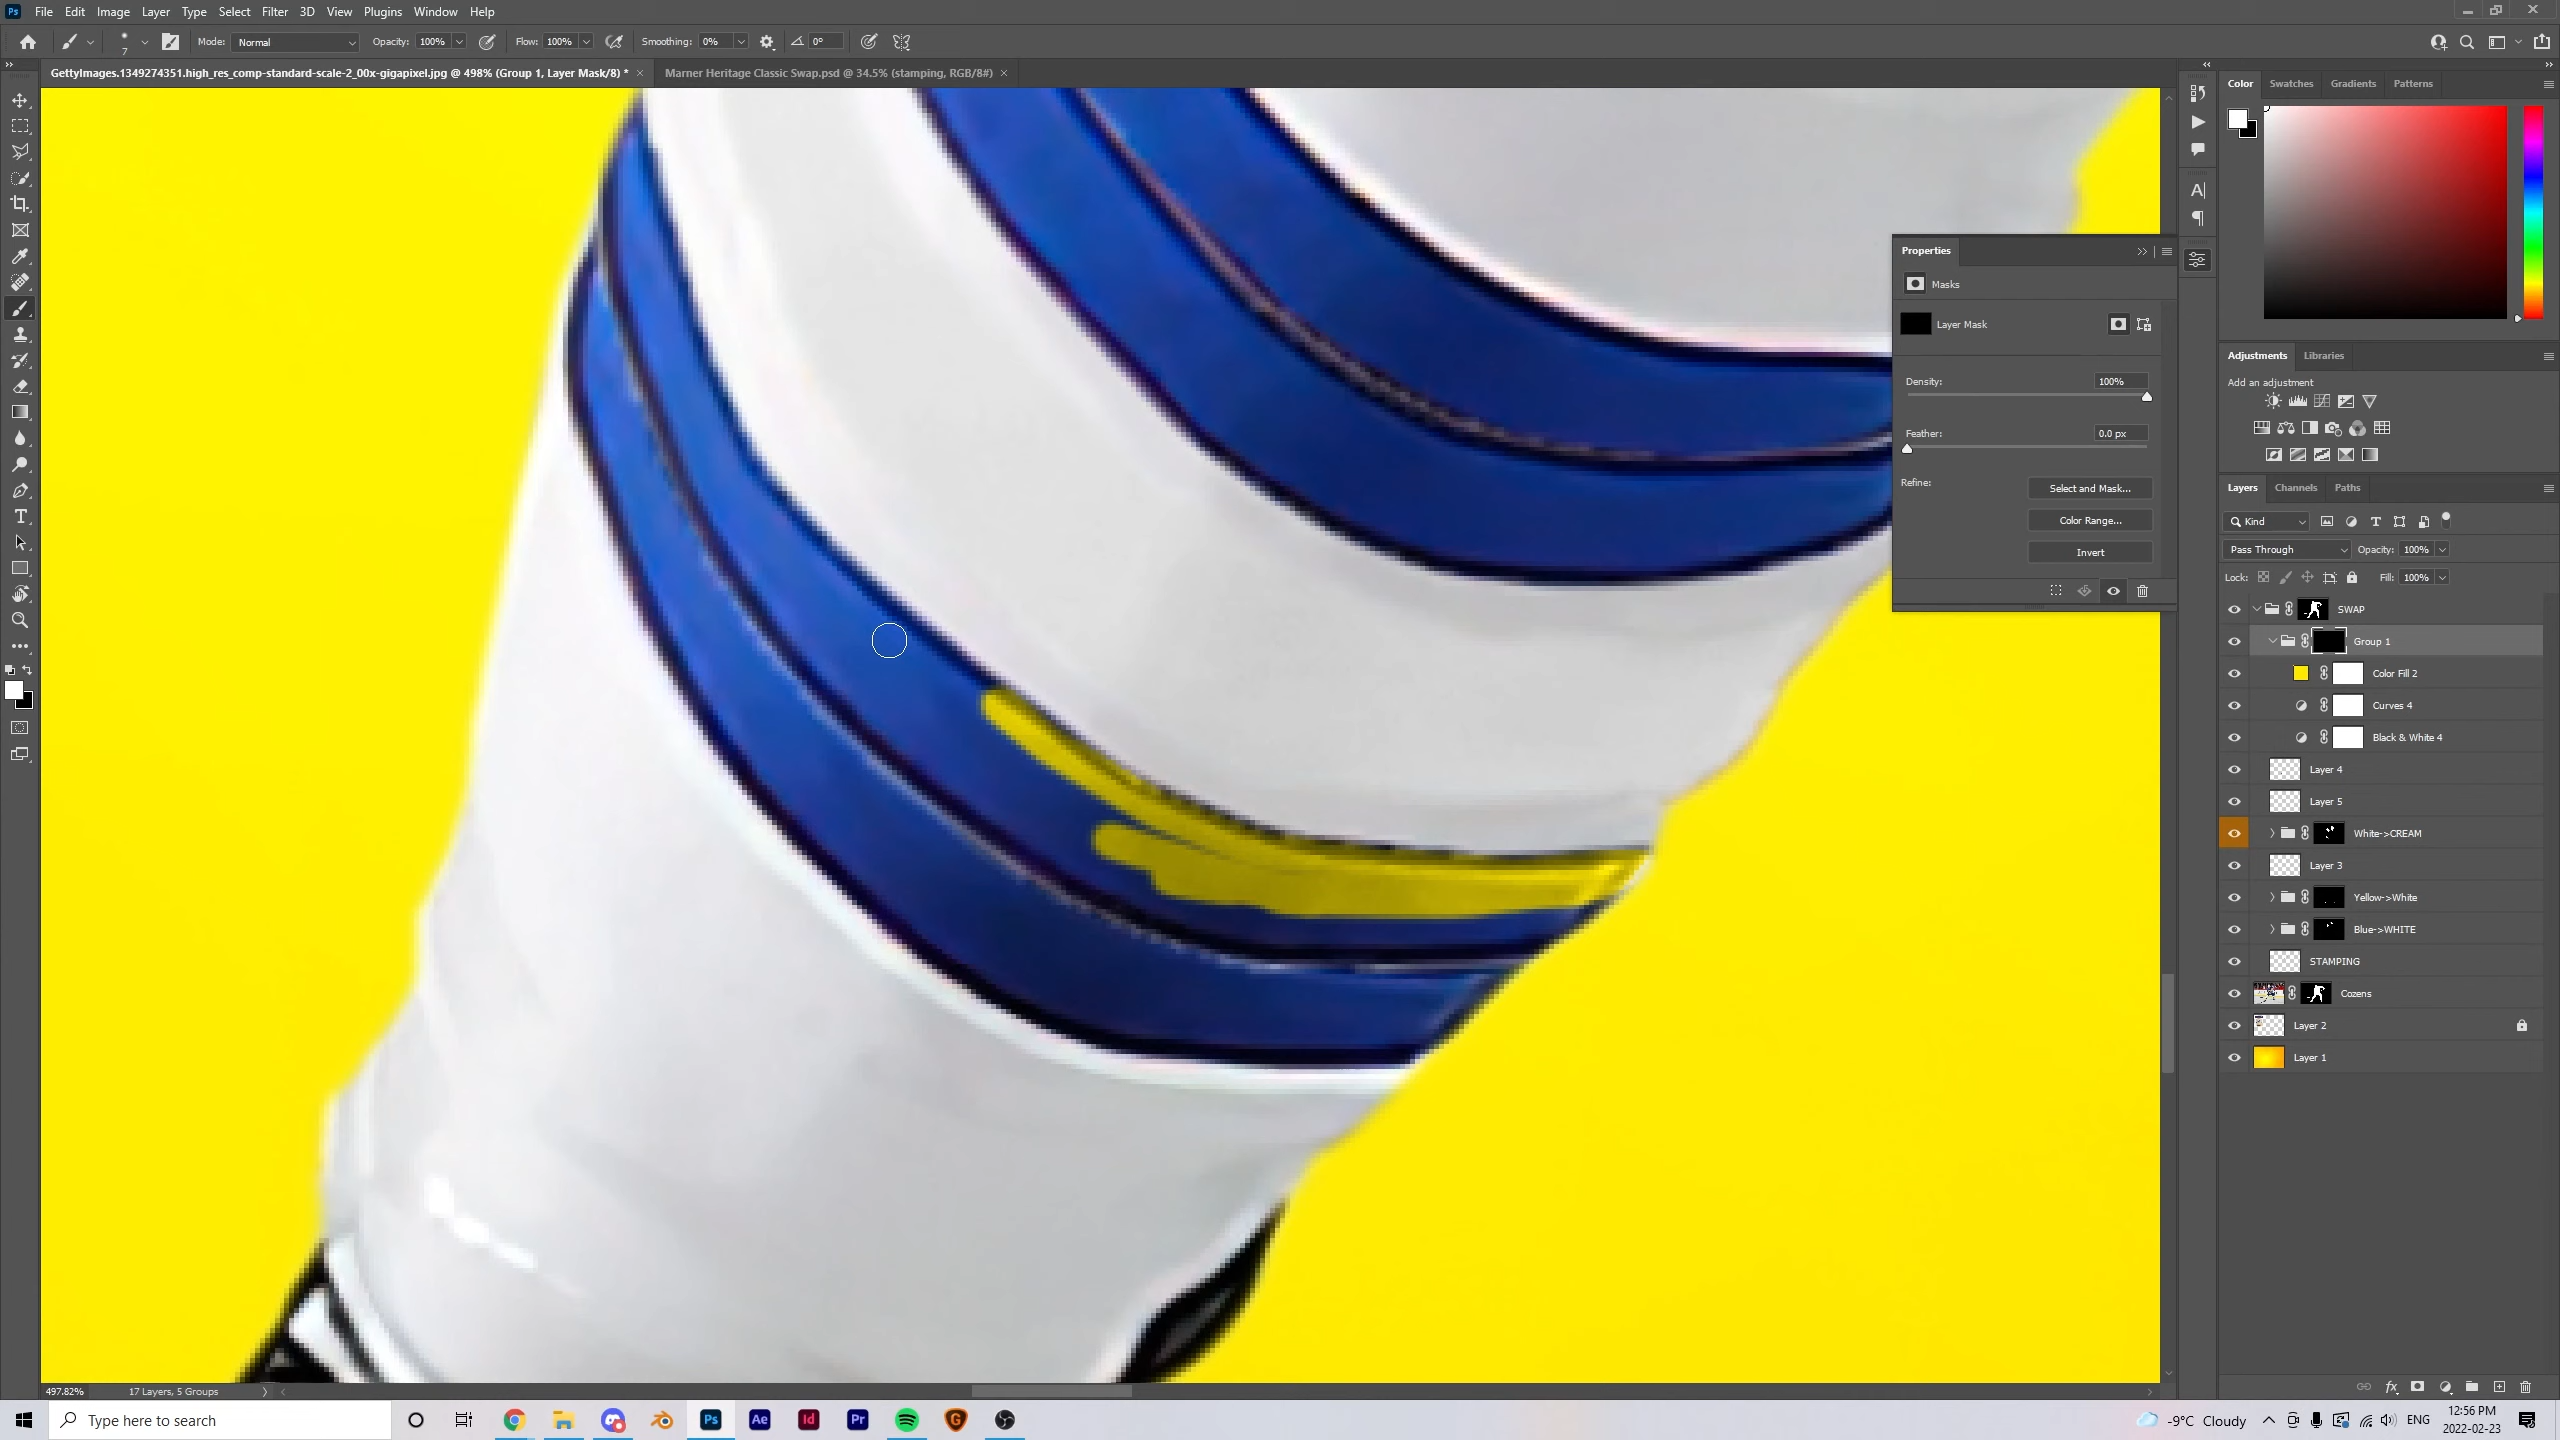 Ps File Edit Image Layer Type Select Filter 3D View Plugins Window Help
7 Mode: Normal Opacity: 100% Flow: 100% Smoothing: 0% 0°
GettyImages.1349274351.high_res_comp-standard-scale-2_00x-gigapixel.jpg @ 498% (Group 1, Layer Mask/8) * × Marner Heritage Classic Swap.psd @ 34.5% (stamping, RGB/8#) ×
Color Swatches Gradients Patterns
Properties
Masks
Layer Mask
Density: 100%
Feather: 0.0 px
Refine: Select and Mask...
Color Range...
Invert
Adjustments Libraries
Add an adjustment
Layers Channels Paths
Kind
Pass Through Opacity: 100%
Lock: Fill: 100%
SWAP
Group 1
Color Fill 2
Curves 4
Black & White 4
Layer 4
Layer 5
White->CREAM
Layer 3
Yellow->White
Blue->WHITE
STAMPING
Cozens
Layer 2
Layer 1
497.82% 17 Layers, 5 Groups
Type here to search
Ps Ae Id Pr
-9°C Cloudy ENG 12:56 PM
2022-02-23